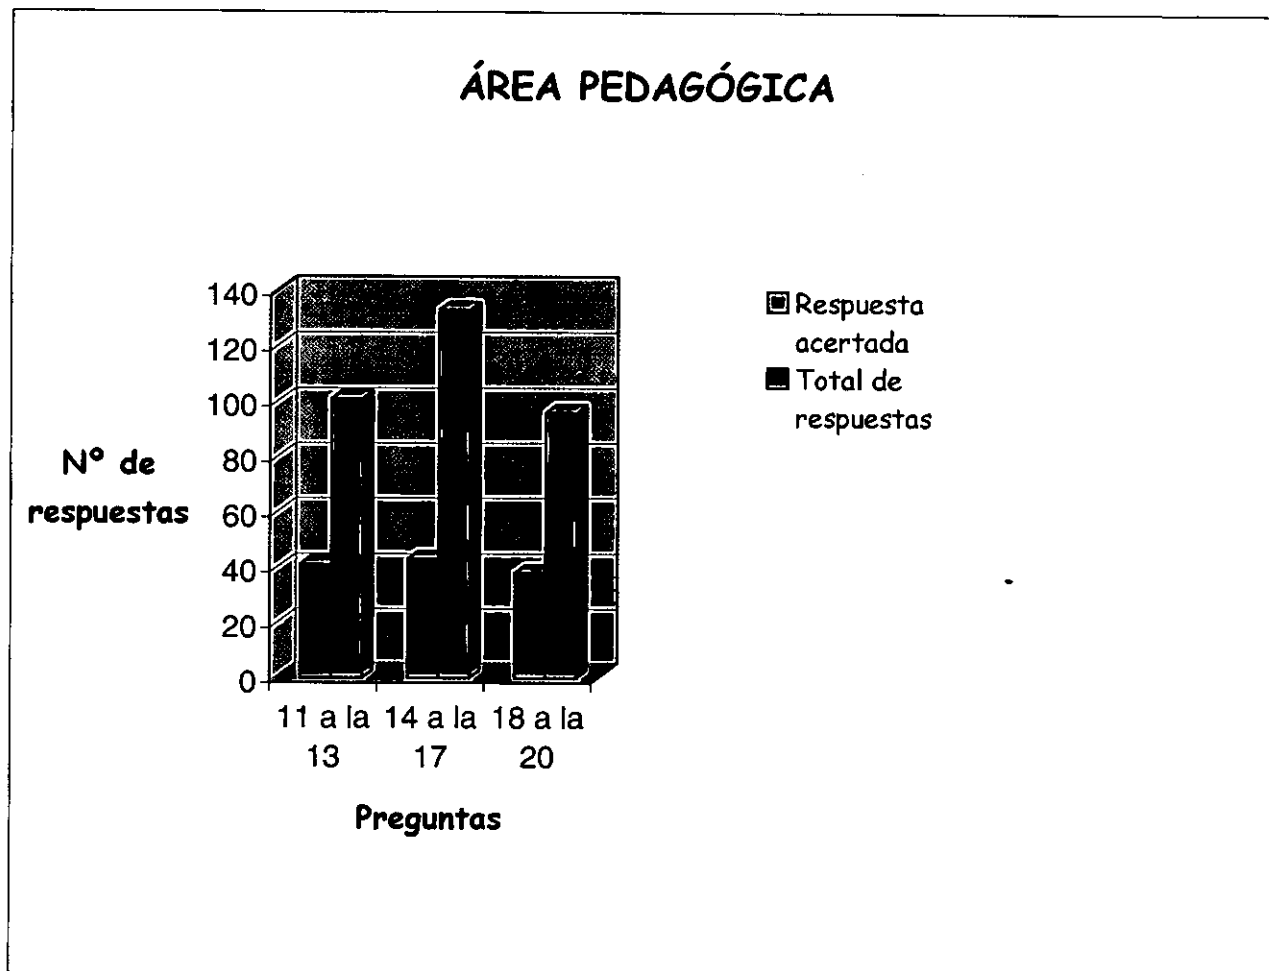 ÁREA PEDAGÓGICA
140
120
100
80
60
40
20
0
Nº de
respuestas
11 a la
13
14 a la
17
18 a la
20
Preguntas
Respuesta
acertada
Total de
respuestas